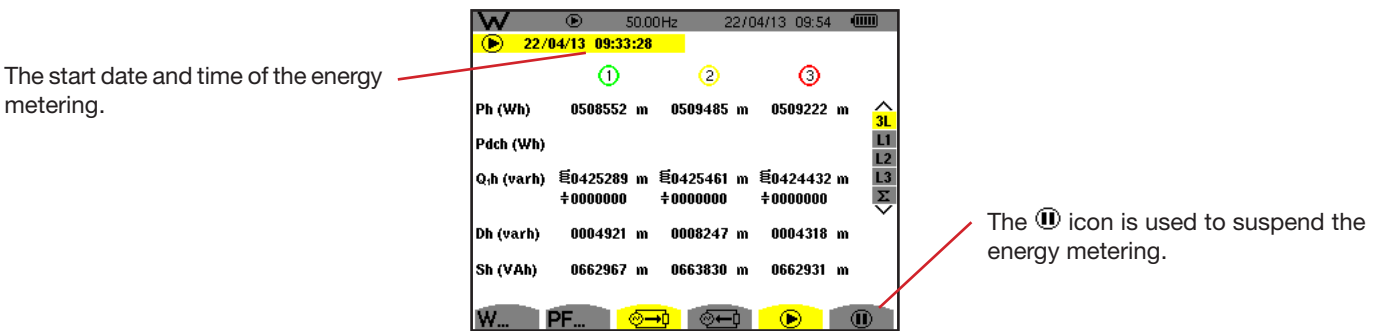 W 50.00Hz 22/04/13 09:54
22/04/13 09:33:28
The start date and time of the energy
metering.
1 2 3
Ph (Wh) 0508552 m 0509485 m 0509222 m
3L
Pdch (Wh)
L1
L2
Q₁h (varh) 0425289 m 0425461 m 0424432 m
L3
÷0000000 ÷0000000 ÷0000000
Σ
Dh (varh) 0004921 m 0008247 m 0004318 m
The icon is used to suspend the
energy metering.
Sh (VAh) 0662967 m 0663830 m 0662931 m
W... PF...